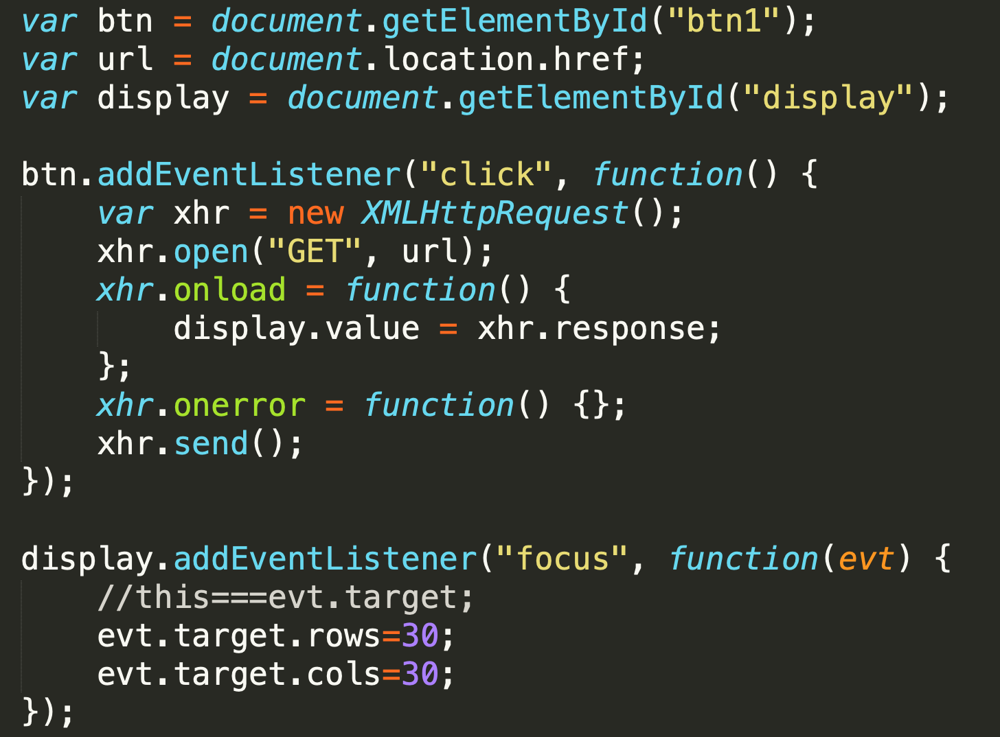 var btn = document.getElementById("btn1");
var url = document.location.href;
var display = document.getElementById("display");

btn.addEventListener("click", function() {
    var xhr = new XMLHttpRequest();
    xhr.open("GET", url);
    xhr.onload = function() {
        display.value = xhr.response;
    };
    xhr.onerror = function() {};
    xhr.send();
});

display.addEventListener("focus", function(evt) {
    //this===evt.target;
    evt.target.rows=30;
    evt.target.cols=30;
});